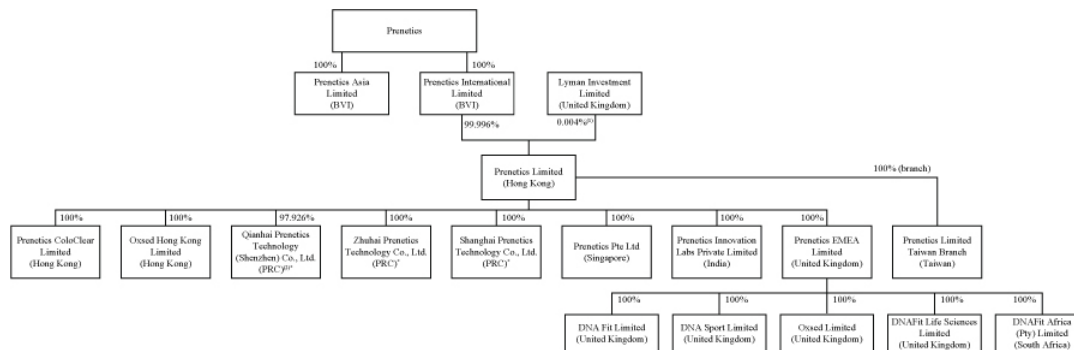 Prenetics
100%
100%
Prenetics Asia
Limited
(BVI)
Prenetics International
Limited
(BVI)
Lyman Investment
Limited
(United Kingdom)
99.996%
0.004%(1)
Prenetics Limited
(Hong Kong)
100% (branch)
100%
100%
97.926%
100%
100%
100%
100%
100%
Prenetics ColoClear
Limited
(Hong Kong)
Oxsed Hong Kong
Limited
(Hong Kong)
Qianhai Prenetics
Technology
(Shenzhen) Co., Ltd.
(PRC)(2)*
Zhuhai Prenetics
Technology Co., Ltd.
(PRC)*
Shanghai Prenetics
Technology Co., Ltd.
(PRC)*
Prenetics Pte Ltd
(Singapore)
Prenetics Innovation
Labs Private Limited
(India)
Prenetics EMEA
Limited
(United Kingdom)
Prenetics Limited
Taiwan Branch
(Taiwan)
100%
100%
100%
100%
100%
DNA Fit Limited
(United Kingdom)
DNA Sport Limited
(United Kingdom)
Oxsed Limited
(United Kingdom)
DNAFit Life Sciences
Limited
(United Kingdom)
DNAFit Africa
(Pty) Limited
(South Africa)